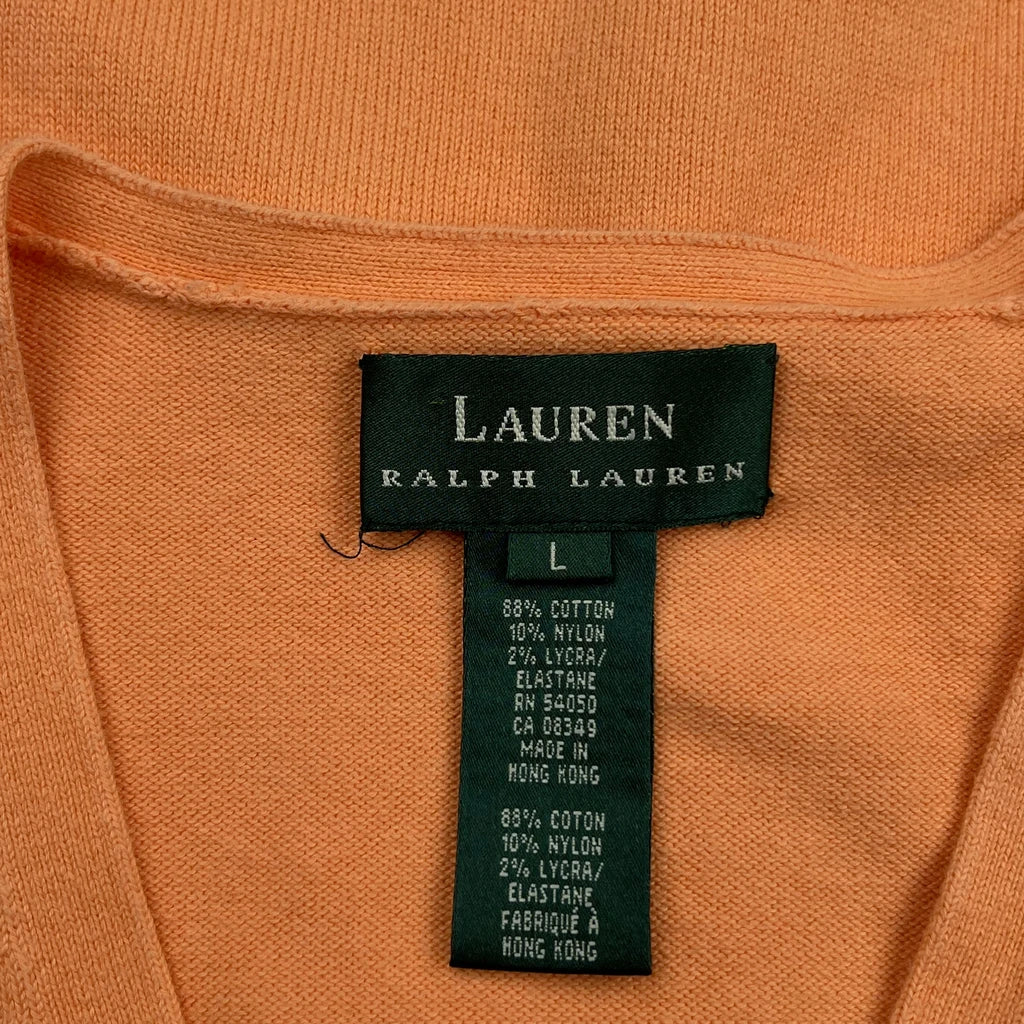 LAUREN
RALPH LAUREN
L
88% COTTON
10% NYLON
2% LYCRA/
ELASTANE
RN 54050
CA 08349
MADE IN
HONG KONG
88% COTON
10% NYLON
2% LYCRA/
ELASTANE
FABRIQUÉ À
HONG KONG